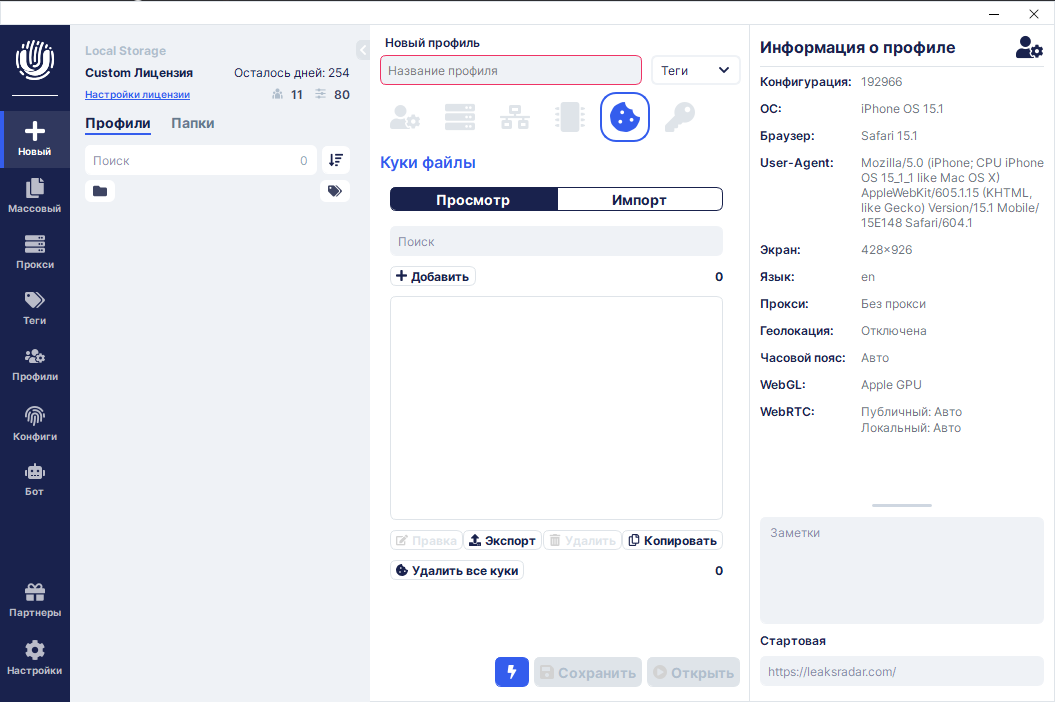 Новый
Массовый
Прокси
Теги
Профили
Конфиги
Бот
Партнеры
Настройки
Local Storage
Custom Лицензия
Осталось дней: 254
Настройки лицензии
11
80
Профили
Папки
Поиск
0
Новый профиль
Название профиля
Теги
Куки файлы
Просмотр
Импорт
Поиск
Добавить
0
Правка
Экспорт
Удалить
Копировать
Удалить все куки
0
Сохранить
Открыть
Информация о профиле
Конфигурация: 192966
ОС: iPhone OS 15.1
Браузер: Safari 15.1
User-Agent: Mozilla/5.0 (iPhone; CPU iPhone
OS 15_1_1 like Mac OS X)
AppleWebKit/605.1.15 (KHTML,
like Gecko) Version/15.1 Mobile/
15E148 Safari/604.1
Экран: 428×926
Язык: en
Прокси: Без прокси
Геолокация: Отключена
Часовой пояс: Авто
WebGL: Apple GPU
WebRTC: Публичный: Авто
Локальный: Авто
Заметки
Стартовая
https://leaksradar.com/